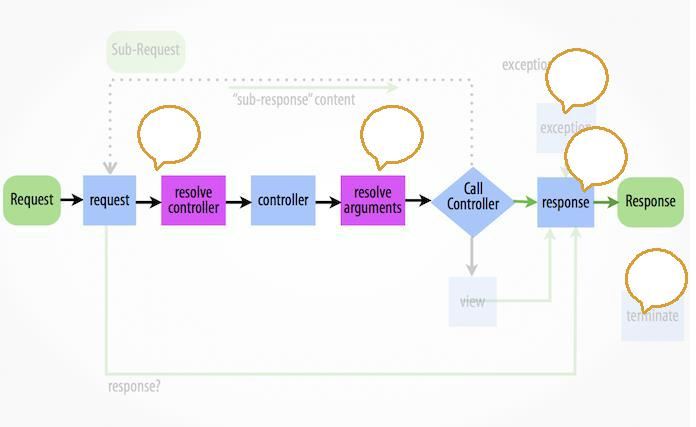 Sub-Request
exception
"sub-response" content
exception
Request
request
resolve
controller
controller
resolve
arguments
Call
Controller
response
Response
view
terminate
response?